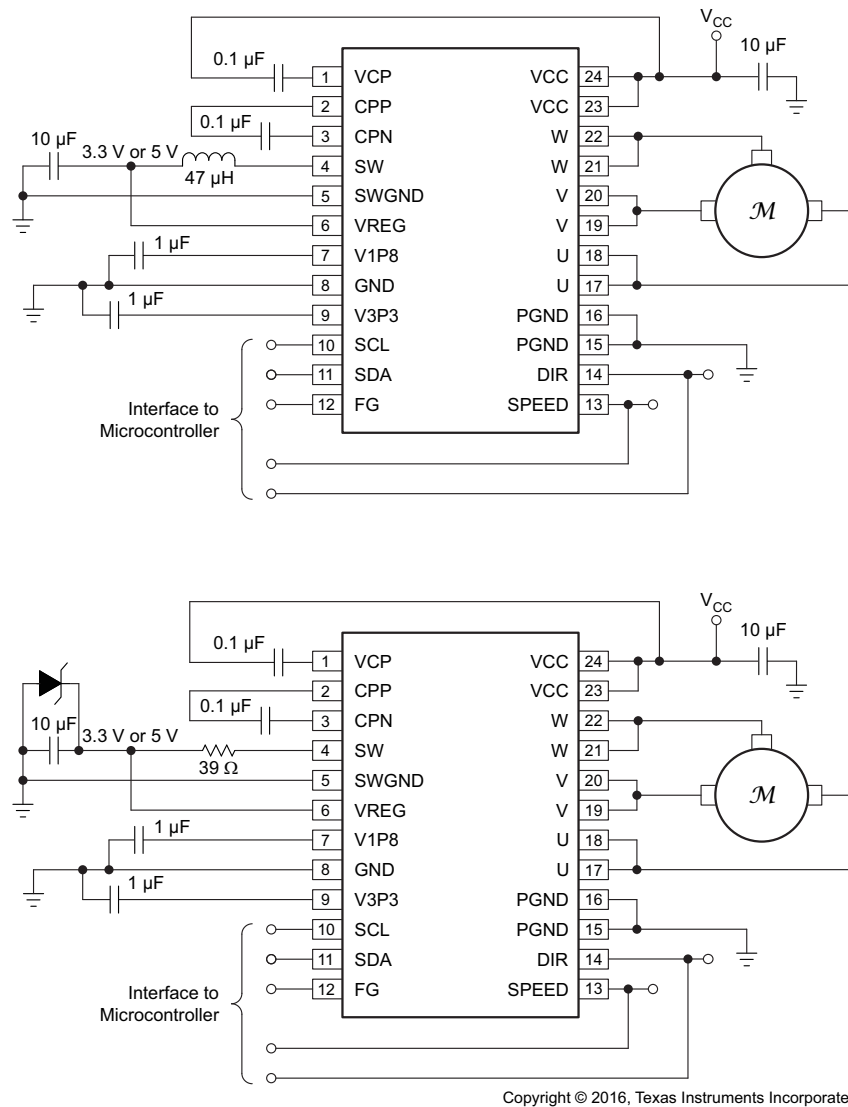 V_CC
10 µF
0.1 µF
1 VCP VCC 24
2 CPP VCC 23
0.1 µF
3 CPN W 22
10 µF
3.3 V or 5 V
47 µH
4 SW W 21
5 SWGND V 20
6 VREG V 19
M
1 µF
7 V1P8 U 18
8 GND U 17
1 µF
9 V3P3 PGND 16
10 SCL PGND 15
11 SDA DIR 14
12 FG SPEED 13
Interface to
Microcontroller
V_CC
10 µF
0.1 µF
1 VCP VCC 24
2 CPP VCC 23
0.1 µF
3 CPN W 22
10 µF
3.3 V or 5 V
39 Ω
4 SW W 21
5 SWGND V 20
6 VREG V 19
M
1 µF
7 V1P8 U 18
8 GND U 17
1 µF
9 V3P3 PGND 16
10 SCL PGND 15
11 SDA DIR 14
12 FG SPEED 13
Interface to
Microcontroller
Copyright © 2016, Texas Instruments Incorporate